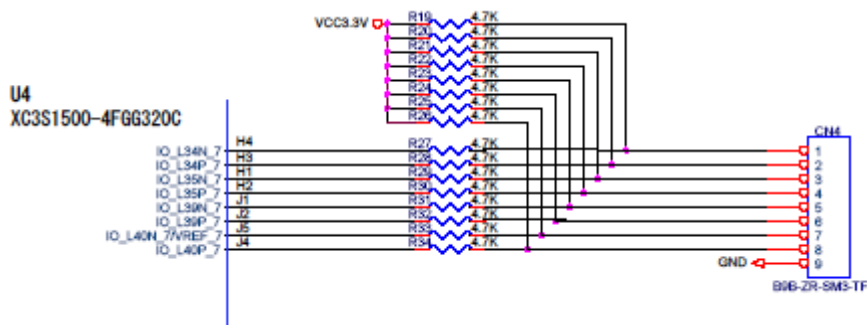 VCC3.3V
R19 4.7K
R20 4.7K
R21 4.7K
R22 4.7K
R23 4.7K
R24 4.7K
R25 4.7K
R26 4.7K
U4
XC3S1500-4FGG320C
CN4
IO_L34N_7 H4 R27 4.7K 1
IO_L34P_7 H3 R28 4.7K 2
IO_L35N_7 H1 R29 4.7K 3
IO_L35P_7 H2 R30 4.7K 4
IO_L39N_7 J1 R31 4.7K 5
IO_L39P_7 J2 R32 4.7K 6
IO_L40N_7/VREF_7 J5 R33 4.7K 7
IO_L40P_7 J4 R34 4.7K 8
GND 9
B9B-ZR-SM3-TF